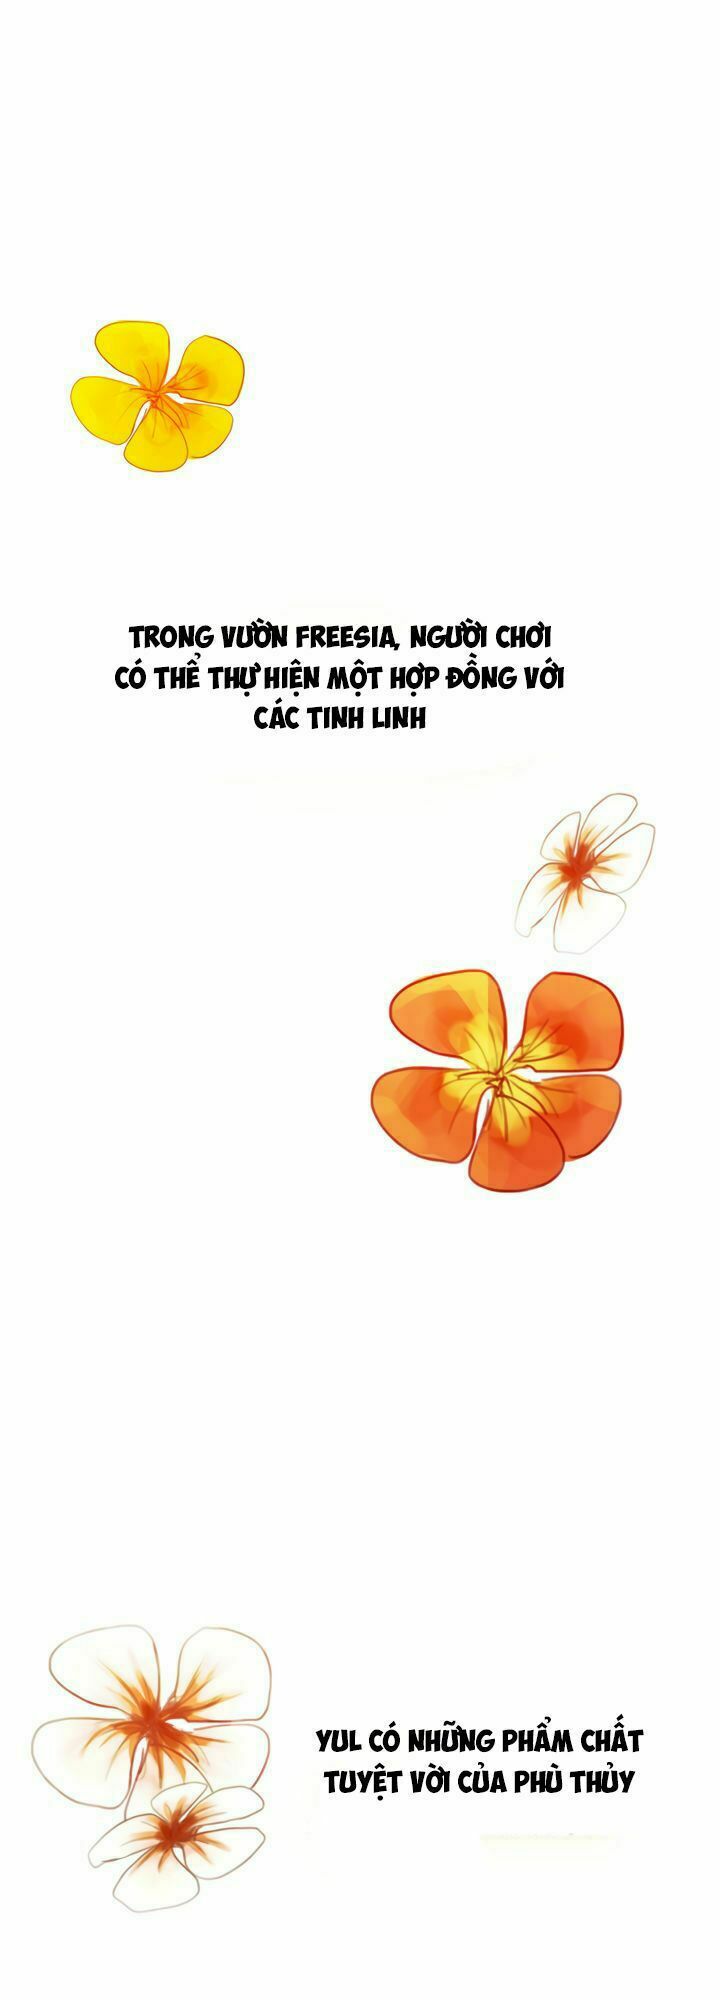 TRONG VƯỜN FREESIA, NGƯỜI CHƠI
CÓ THỂ THỰ HIỆN MỘT HỢP ĐỒNG VỚI
CÁC TINH LINH
YUL CÓ NHỮNG PHẨM CHẤT
TUYỆT VỜI CỦA PHÙ THỦY